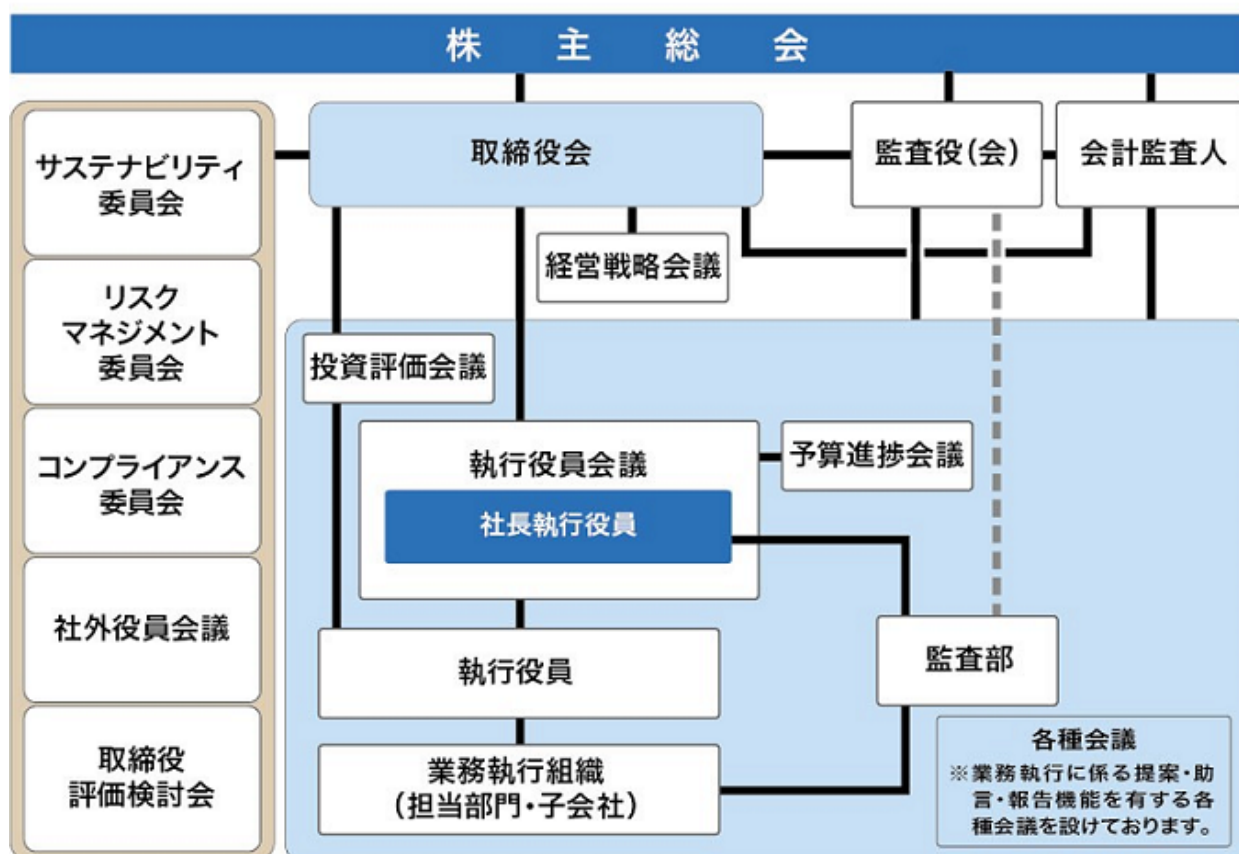 株主総会
サステナビリティ
委員会
リスク
マネジメント
委員会
コンプライアンス
委員会
社外役員会議
取締役
評価検討会
取締役会
監査役(会)
会計監査人
経営戦略会議
投資評価会議
執行役員会議
社長執行役員
予算進捗会議
執行役員
監査部
業務執行組織
(担当部門・子会社)
各種会議
※業務執行に係る提案・助
言・報告機能を有する各
種会議を設けております。